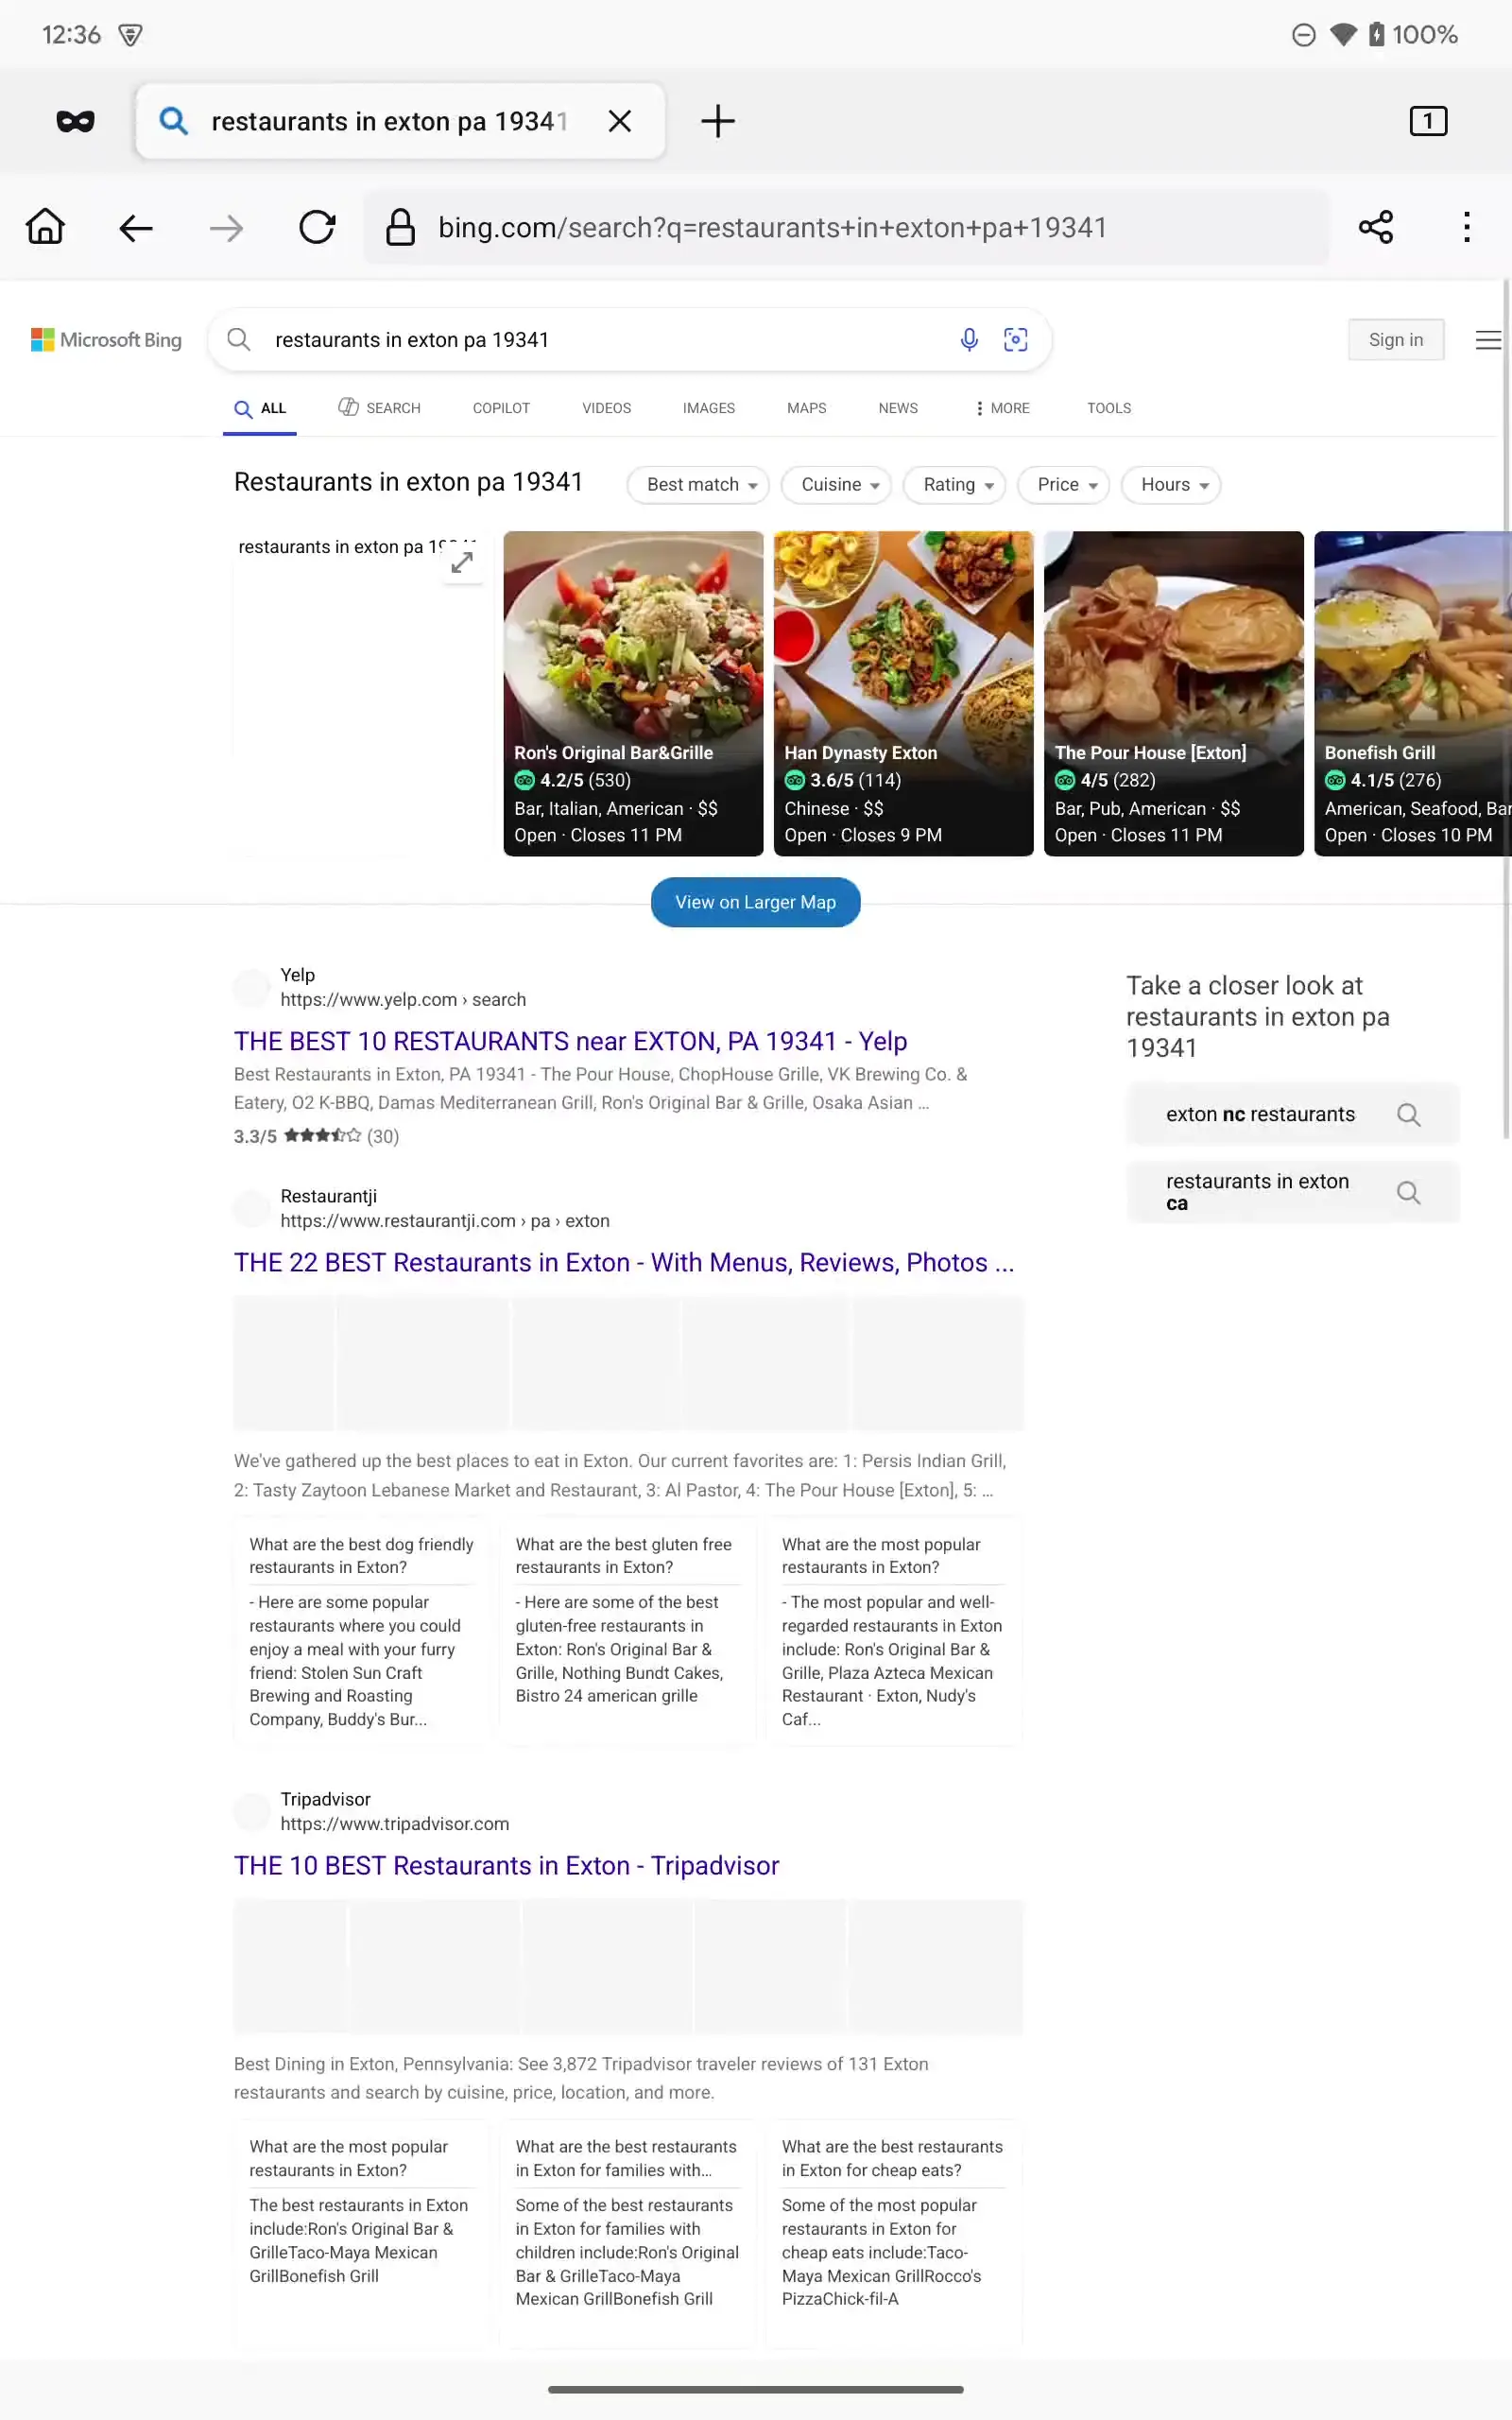 12:36
100%
restaurants in exton pa 19341
1
bing.com/search?q=restaurants+in+exton+pa+19341
Microsoft Bing
restaurants in exton pa 19341
Sign in
ALL
SEARCH
COPILOT
VIDEOS
IMAGES
MAPS
NEWS
MORE
TOOLS
Restaurants in exton pa 19341
Best match
Cuisine
Rating
Price
Hours
restaurants in exton pa
Ron's Original Bar&Grille
4.2/5 (530)
Bar, Italian, American · $$
Open · Closes 11 PM
Han Dynasty Exton
3.6/5 (114)
Chinese · $$
Open · Closes 9 PM
The Pour House [Exton]
4/5 (282)
Bar, Pub, American · $$
Open · Closes 11 PM
Bonefish Grill
4.1/5 (276)
American, Seafood, Bar
Open · Closes 10 PM
View on Larger Map
Yelp
https://www.yelp.com › search
THE BEST 10 RESTAURANTS near EXTON, PA 19341 - Yelp
Best Restaurants in Exton, PA 19341 - The Pour House, ChopHouse Grille, VK Brewing Co. &
Eatery, O2 K-BBQ, Damas Mediterranean Grill, Ron's Original Bar & Grille, Osaka Asian ...
3.3/5 (30)
Take a closer look at
restaurants in exton pa
19341
exton nc restaurants
restaurants in exton
ca
Restaurantji
https://www.restaurantji.com › pa › exton
THE 22 BEST Restaurants in Exton - With Menus, Reviews, Photos ...
We've gathered up the best places to eat in Exton. Our current favorites are: 1: Persis Indian Grill,
2: Tasty Zaytoon Lebanese Market and Restaurant, 3: Al Pastor, 4: The Pour House [Exton], 5: ...
What are the best dog friendly
restaurants in Exton?
- Here are some popular
restaurants where you could
enjoy a meal with your furry
friend: Stolen Sun Craft
Brewing and Roasting
Company, Buddy's Bur...
What are the best gluten free
restaurants in Exton?
- Here are some of the best
gluten-free restaurants in
Exton: Ron's Original Bar &
Grille, Nothing Bundt Cakes,
Bistro 24 american grille
What are the most popular
restaurants in Exton?
- The most popular and well-
regarded restaurants in Exton
include: Ron's Original Bar &
Grille, Plaza Azteca Mexican
Restaurant · Exton, Nudy's
Caf...
Tripadvisor
https://www.tripadvisor.com
THE 10 BEST Restaurants in Exton - Tripadvisor
Best Dining in Exton, Pennsylvania: See 3,872 Tripadvisor traveler reviews of 131 Exton
restaurants and search by cuisine, price, location, and more.
What are the most popular
restaurants in Exton?
The best restaurants in Exton
include:Ron's Original Bar &
GrilleTaco-Maya Mexican
GrillBonefish Grill
What are the best restaurants
in Exton for families with...
Some of the best restaurants
in Exton for families with
children include:Ron's Original
Bar & GrilleTaco-Maya
Mexican GrillBonefish Grill
What are the best restaurants
in Exton for cheap eats?
Some of the most popular
restaurants in Exton for
cheap eats include:Taco-
Maya Mexican GrillRocco's
PizzaChick-fil-A